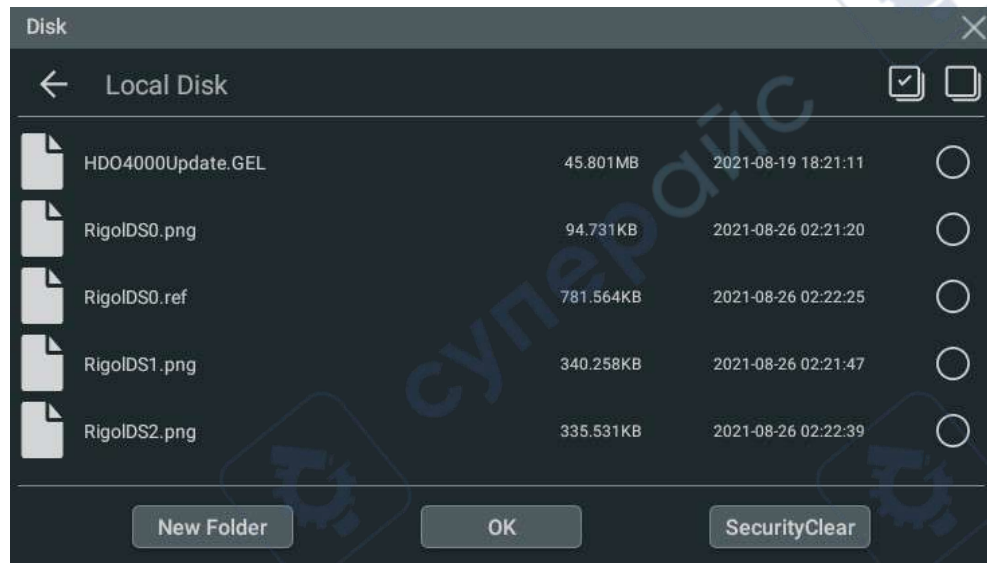 Disk
Local Disk
HDO4000Update.GEL 45.801MB 2021-08-19 18:21:11
RigolDS0.png 94.731KB 2021-08-26 02:21:20
RigolDS0.ref 781.564KB 2021-08-26 02:22:25
RigolDS1.png 340.258KB 2021-08-26 02:21:47
RigolDS2.png 335.531KB 2021-08-26 02:22:39
New Folder OK SecurityClear
суперайс